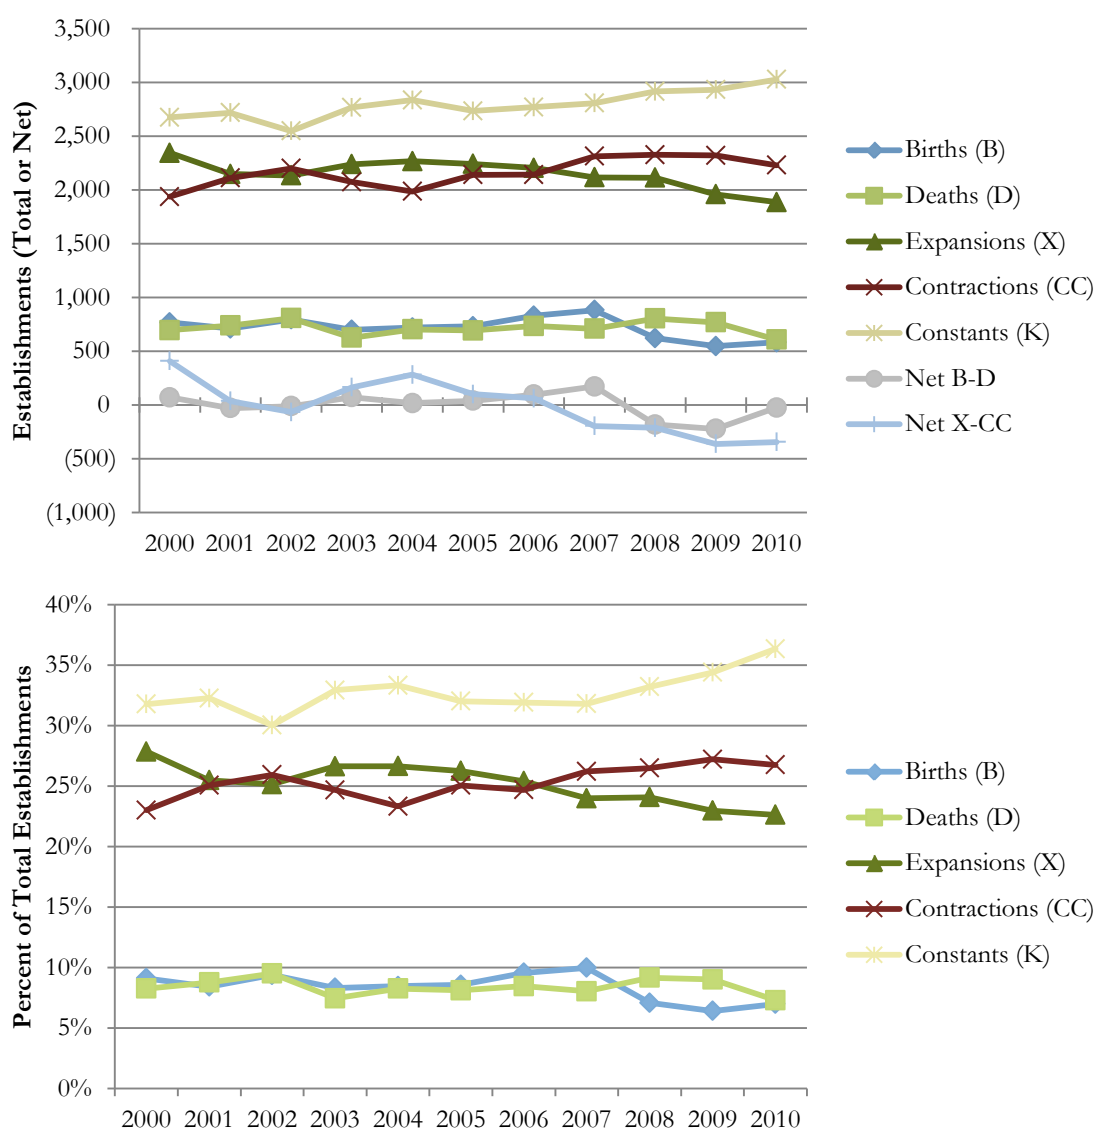 Establishments (Total or Net)
3,500
3,000
2,500
2,000
1,500
1,000
500
0
(500)
(1,000)
2000 2001 2002 2003 2004 2005 2006 2007 2008 2009 2010
Births (B)
Deaths (D)
Expansions (X)
Contractions (CC)
Constants (K)
Net B-D
Net X-CC
Percent of Total Establishments
40%
35%
30%
25%
20%
15%
10%
5%
0%
2000 2001 2002 2003 2004 2005 2006 2007 2008 2009 2010
Births (B)
Deaths (D)
Expansions (X)
Contractions (CC)
Constants (K)